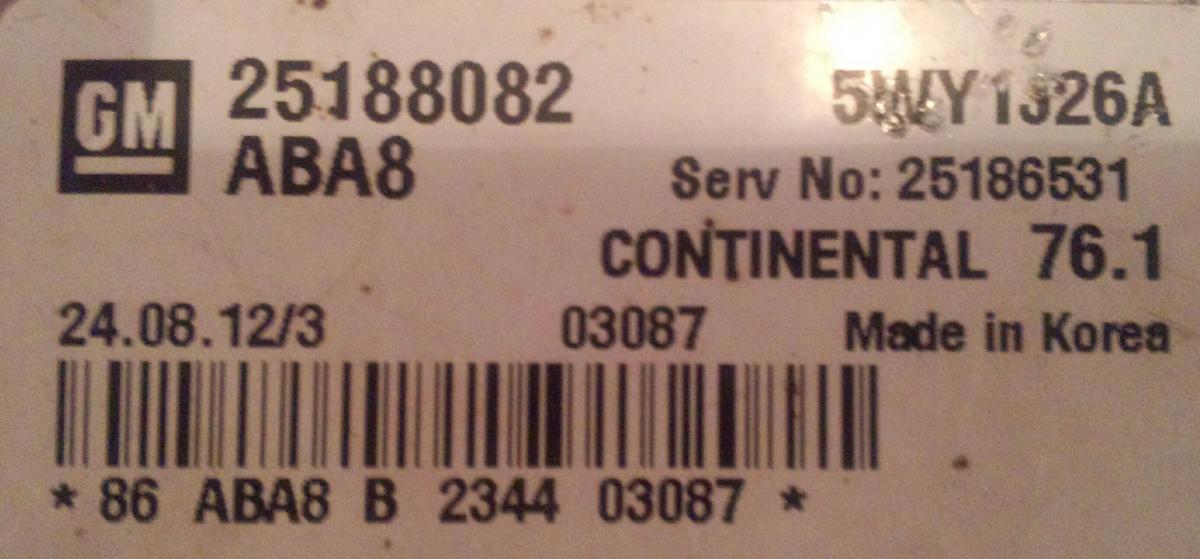 GM 25188082 5WY1326A
ABA8
Serv No: 25186531
CONTINENTAL 76.1
24.08.12/3 03087 Made in Korea
* 86 ABA8 B 2344 03087 *